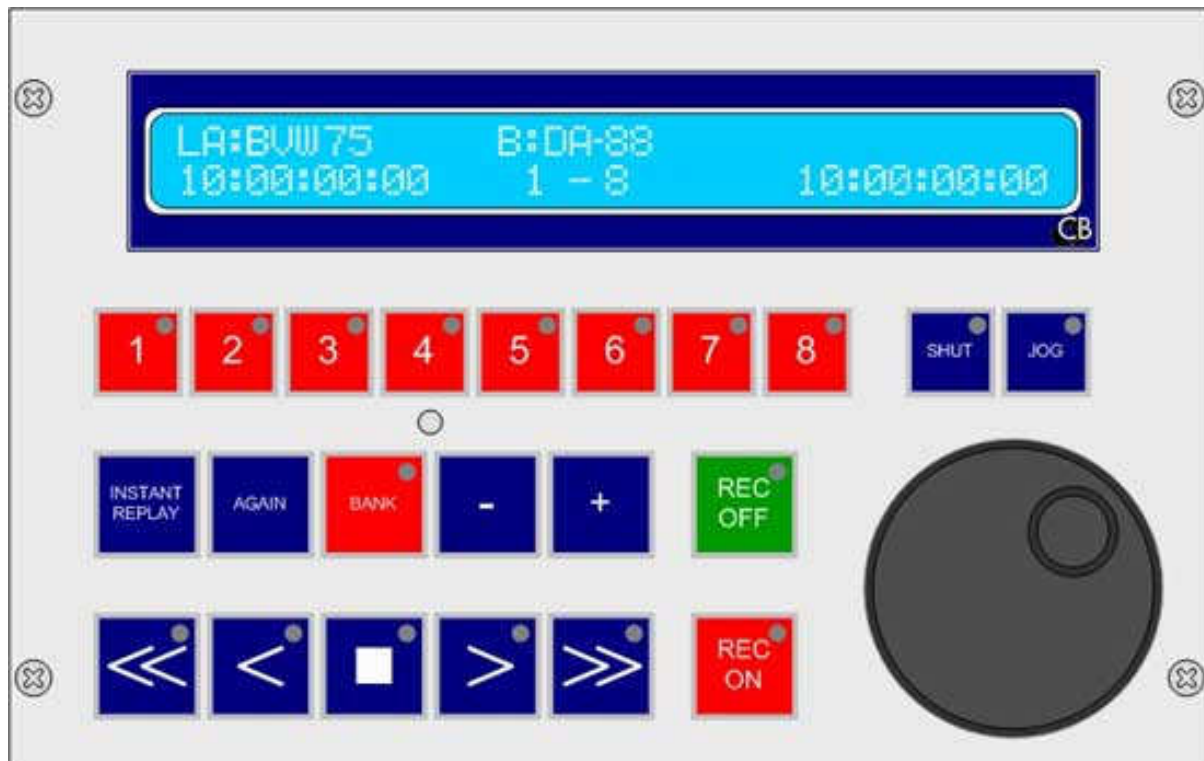 LA:BVW75 B:DA-88
10:00:00:00 1 - 8 10:00:00:00
CB
1 2 3 4 5 6 7 8 SHUT JOG
INSTANT
REPLAY
AGAIN
BANK
-
+
REC
OFF
<< < ■ > >>
REC
ON